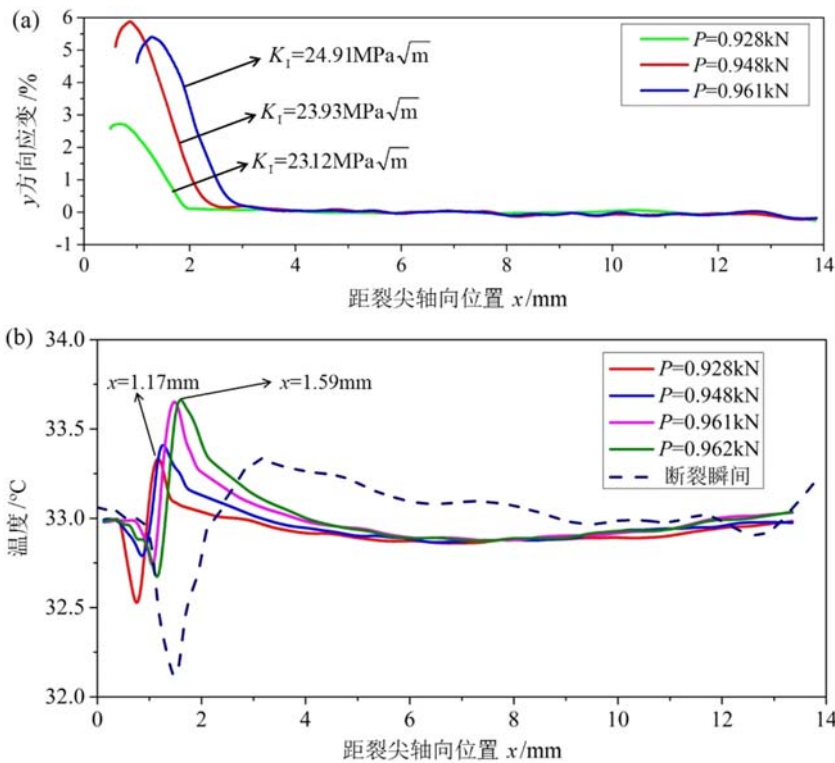 (a)
6
5
4
3
2
1
0
-1
y方向应变/%
K_I=24.91MPa√m
K_I=23.93MPa√m
K_I=23.12MPa√m
P=0.928kN
P=0.948kN
P=0.961kN
0 2 4 6 8 10 12 14
距裂尖轴向位置 x/mm
(b)
34.0
33.5
33.0
32.5
32.0
温度/℃
x=1.17mm
x=1.59mm
P=0.928kN
P=0.948kN
P=0.961kN
P=0.962kN
断裂瞬间
0 2 4 6 8 10 12 14
距裂尖轴向位置 x/mm